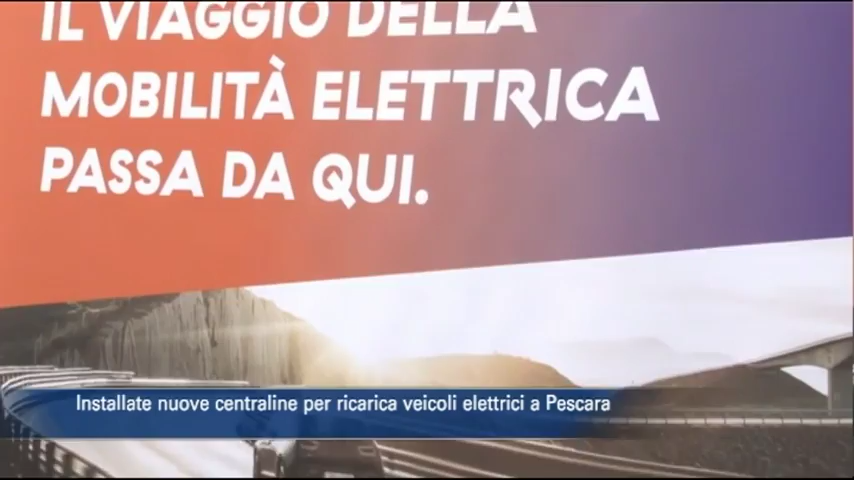 IL VIAGGIO DELLA
MOBILITÀ ELETTRICA
PASSA DA QUI.
Installate nuove centraline per ricarica veicoli elettrici a Pescara